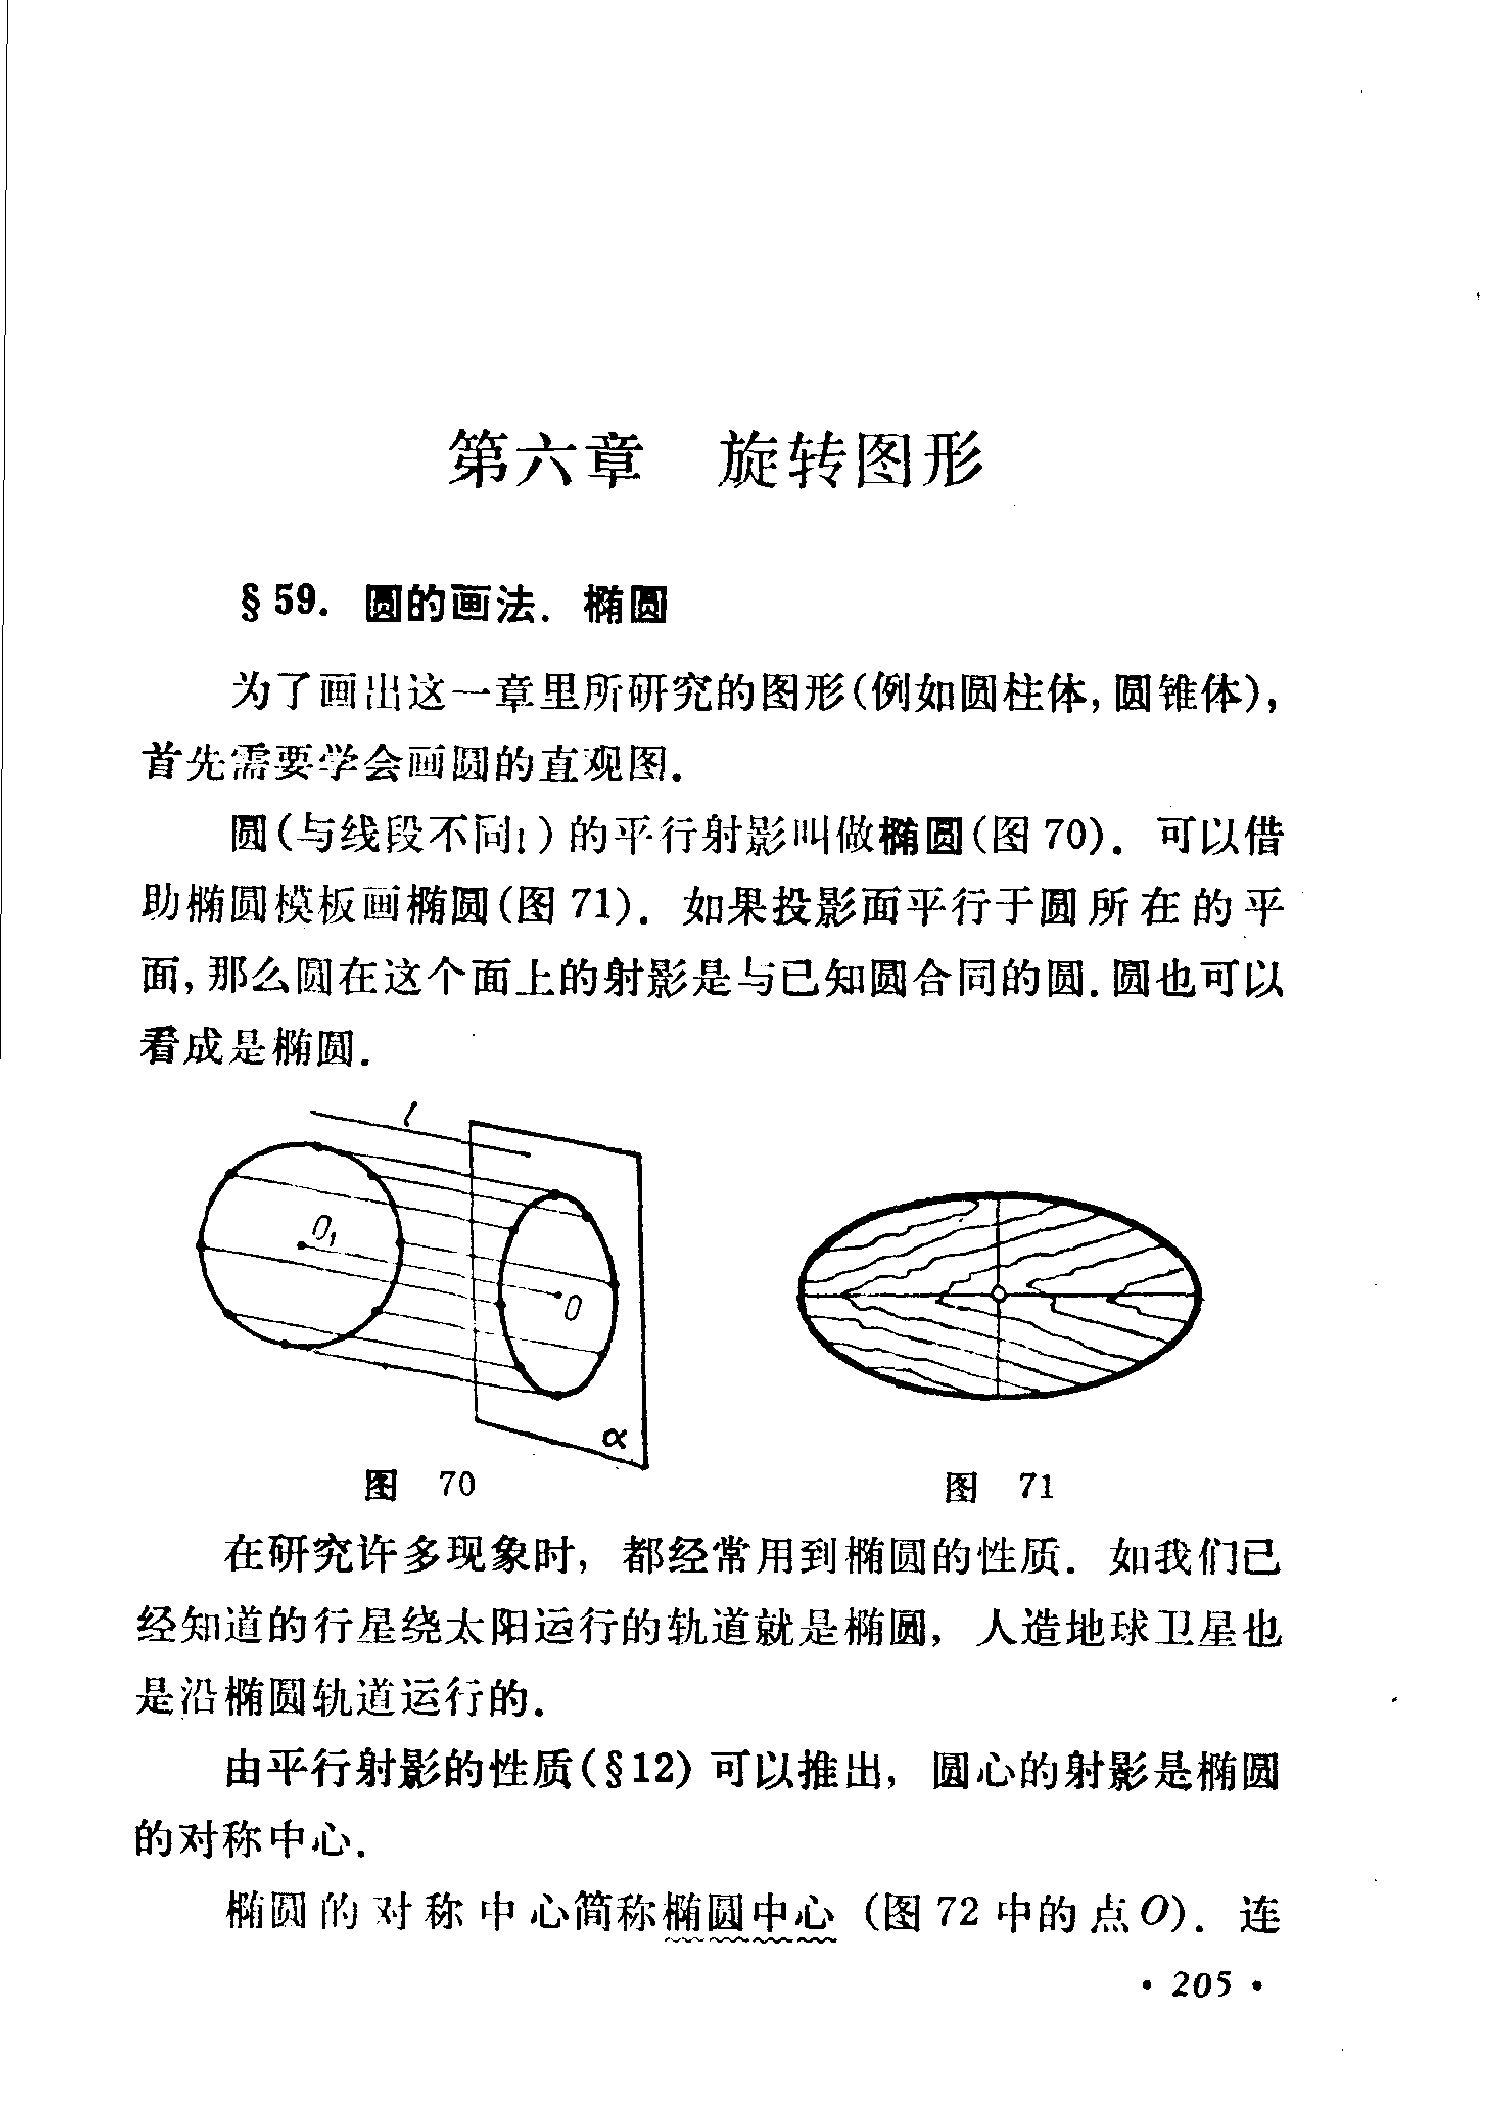 第六章　旋转图形
§59. 圆的画法. 椭圆
为了画出这一章里所研究的图形(例如圆柱体, 圆锥体),
首先需要学会画圆的直观图.
圆(与线段不同!)的平行射影叫做椭圆(图 70). 可以借
助椭圆模板画椭圆(图 71). 如果投影面平行于圆所在的平
面, 那么圆在这个面上的射影是与已知圆合同的圆. 圆也可以
看成是椭圆.
l
O₁
O
α
图 70
图 71
在研究许多现象时, 都经常用到椭圆的性质. 如我们已
经知道的行星绕太阳运行的轨道就是椭圆, 人造地球卫星也
是沿椭圆轨道运行的.
由平行射影的性质(§12) 可以推出, 圆心的射影是椭圆
的对称中心.
椭圆的对称中心简称椭圆中心 (图 72 中的点 O). 连
· 205 ·